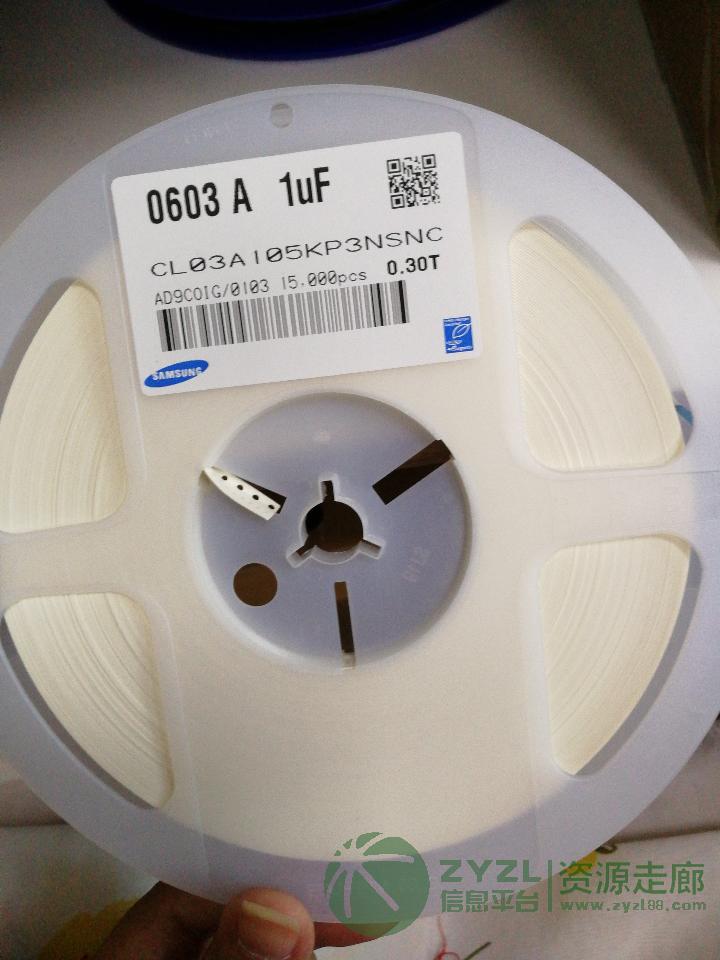 0603 A 1uF
CL03A105KP3NSNC
AD9C01G/0103 15.000pcs 0.30T
SAMSUNG
ZYZL 资源走廊
信息平台 www.zyzl88.com